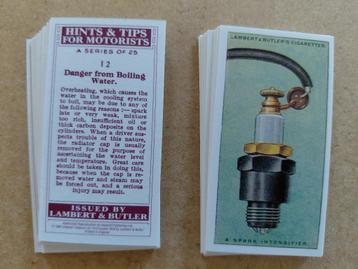 HINTS & TIPS
FOR MOTORISTS
A SERIES OF 25
12
Danger from Boiling
Water.
Overheating, which causes the
water in the cooling system
to boil, may be due to any of
the following reasons :— spark
late or very weak, mixture
too rich, insufficient oil or
thick carbon deposits on the
cylinders. When a driver sus-
pects trouble of this nature,
the radiator cap is usually
removed for the purpose of
ascertaining the water level
and temperature. Great care
should be taken in doing this,
because when the cap is re-
moved water and steam may
be forced out, and a serious
injury may result.
ISSUED BY
LAMBERT & BUTLER
LAMBERT & BUTLER'S CIGARETTES.
A SPARK INTENSIFIER.